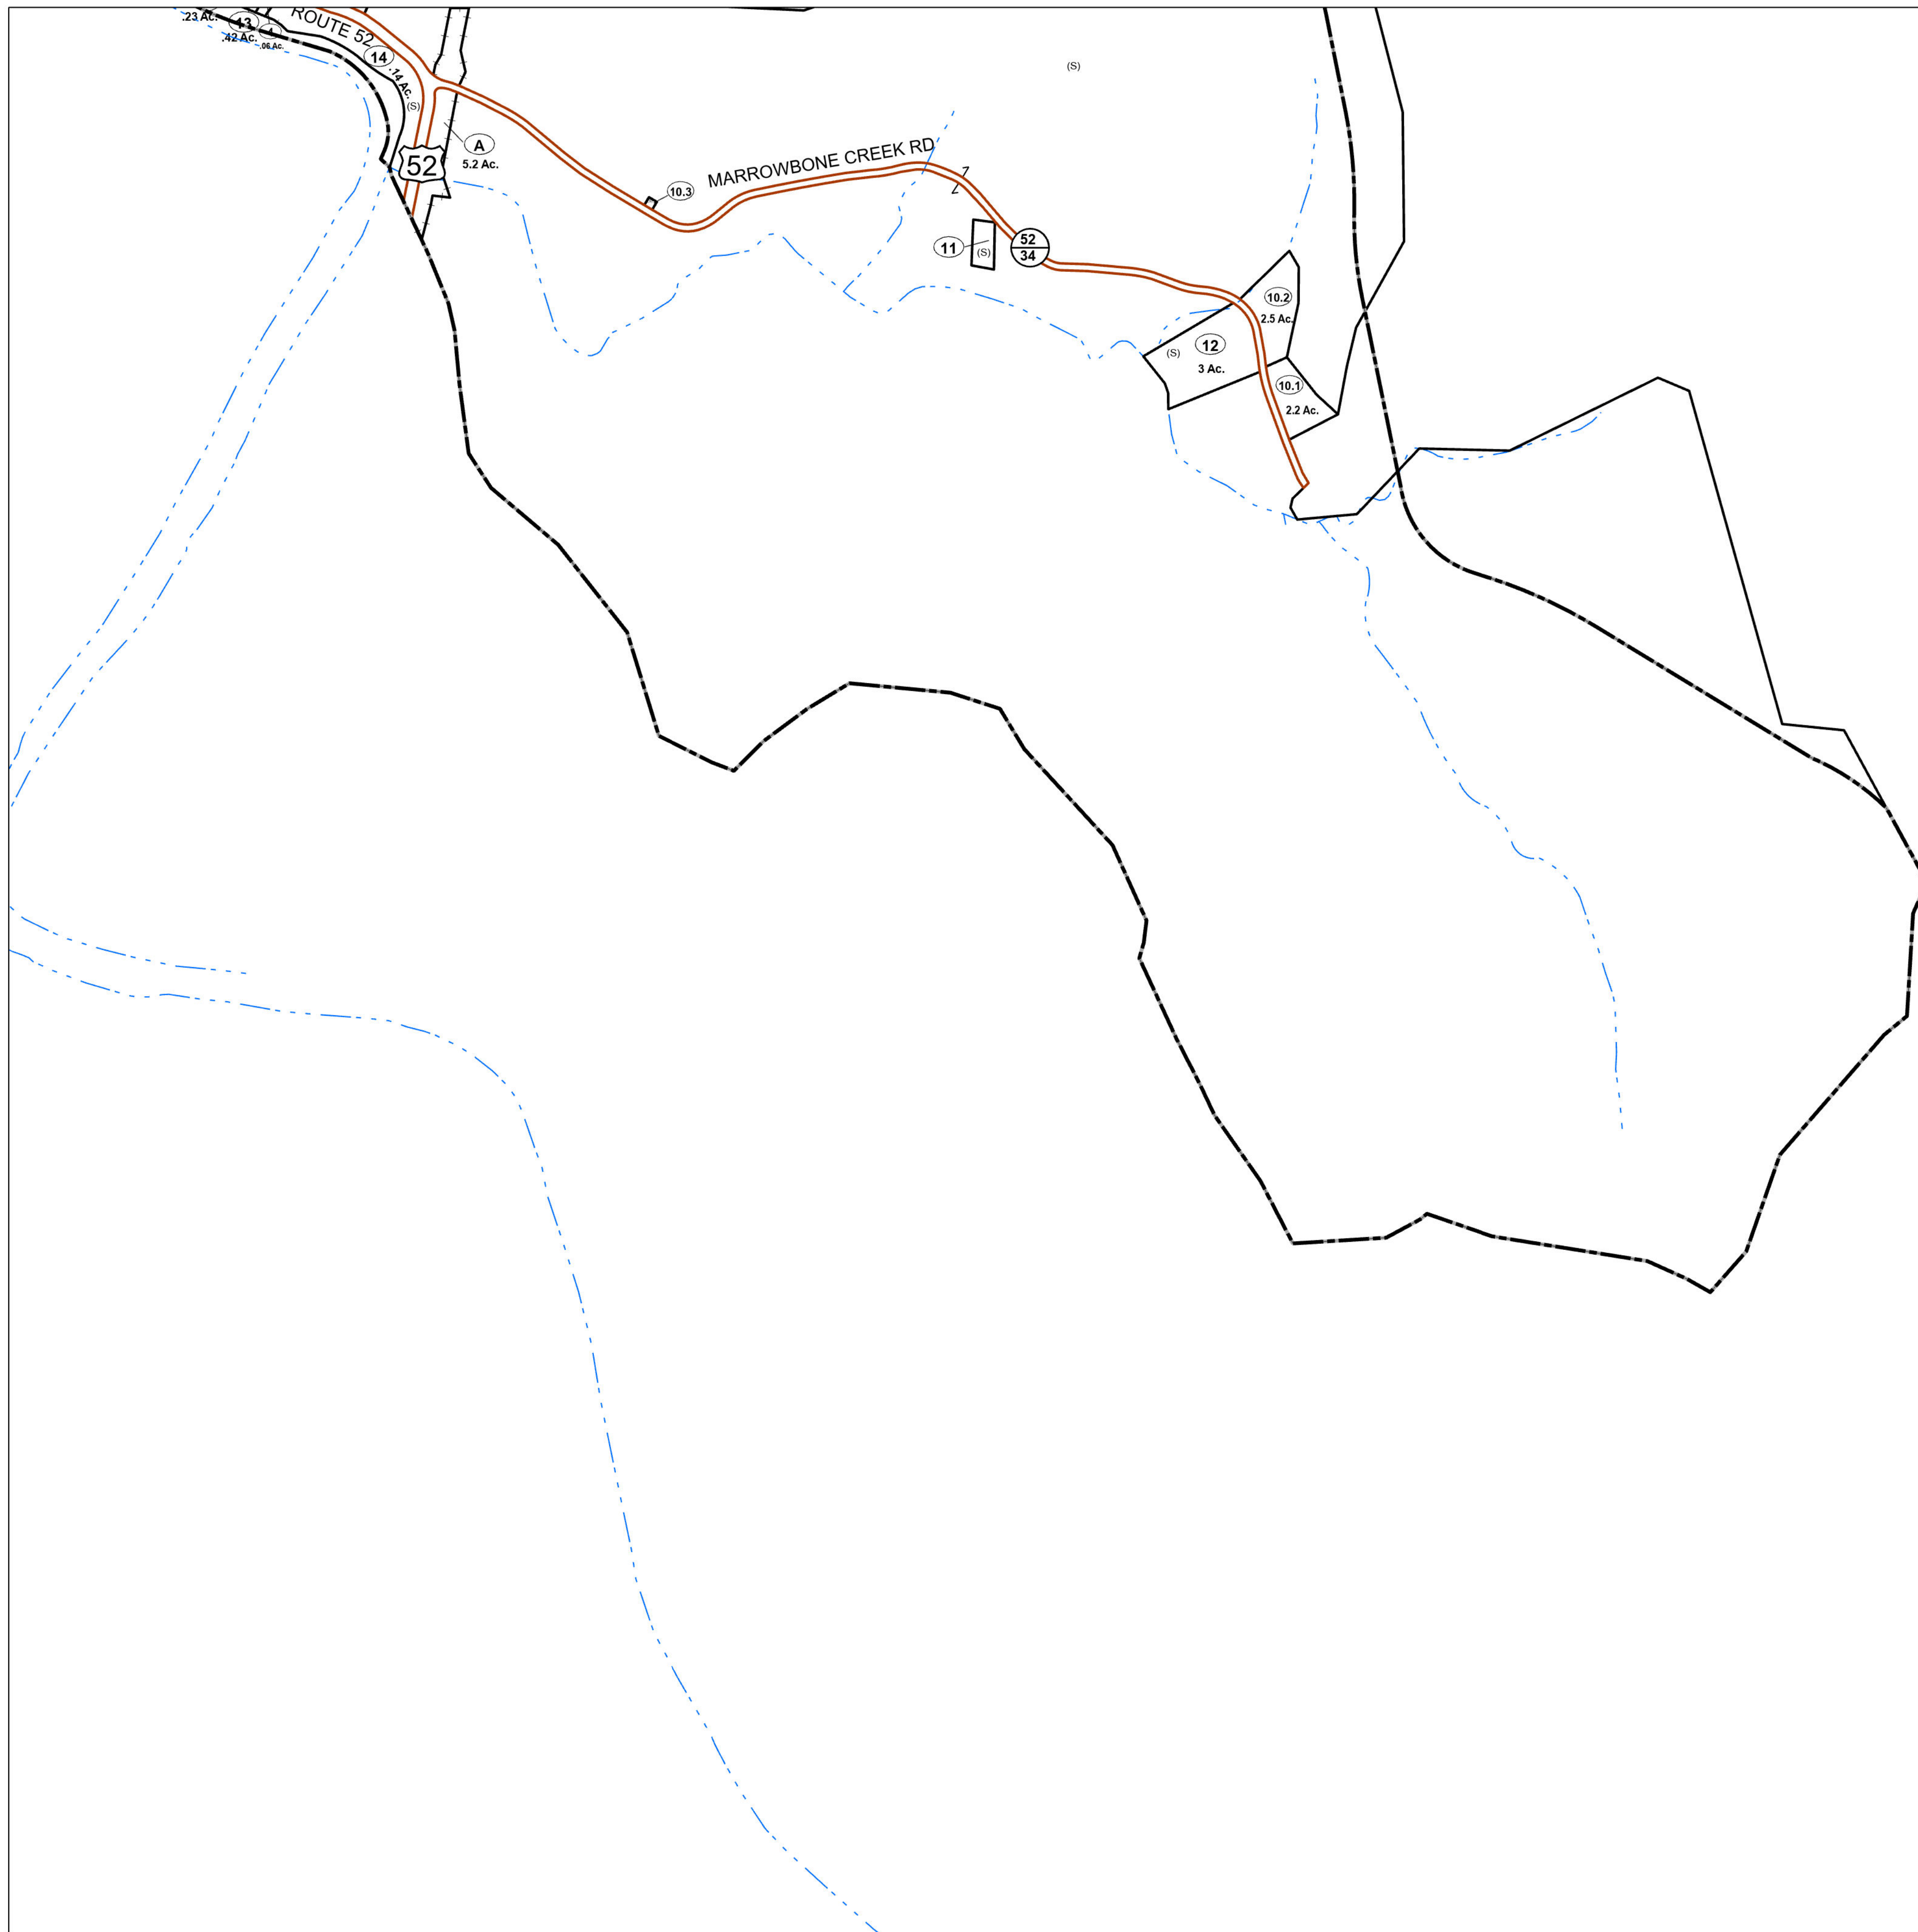 .23 Ac.
13
.42 Ac.
4
.06 Ac.
ROUTE 52
14
.14 Ac.
(S)
(S)
52
A
5.2 Ac.
10.3
MARROWBONE CREEK RD
11
(S)
52
34
10.2
2.5 Ac.
(S)
12
3 Ac.
10.1
2.2 Ac.